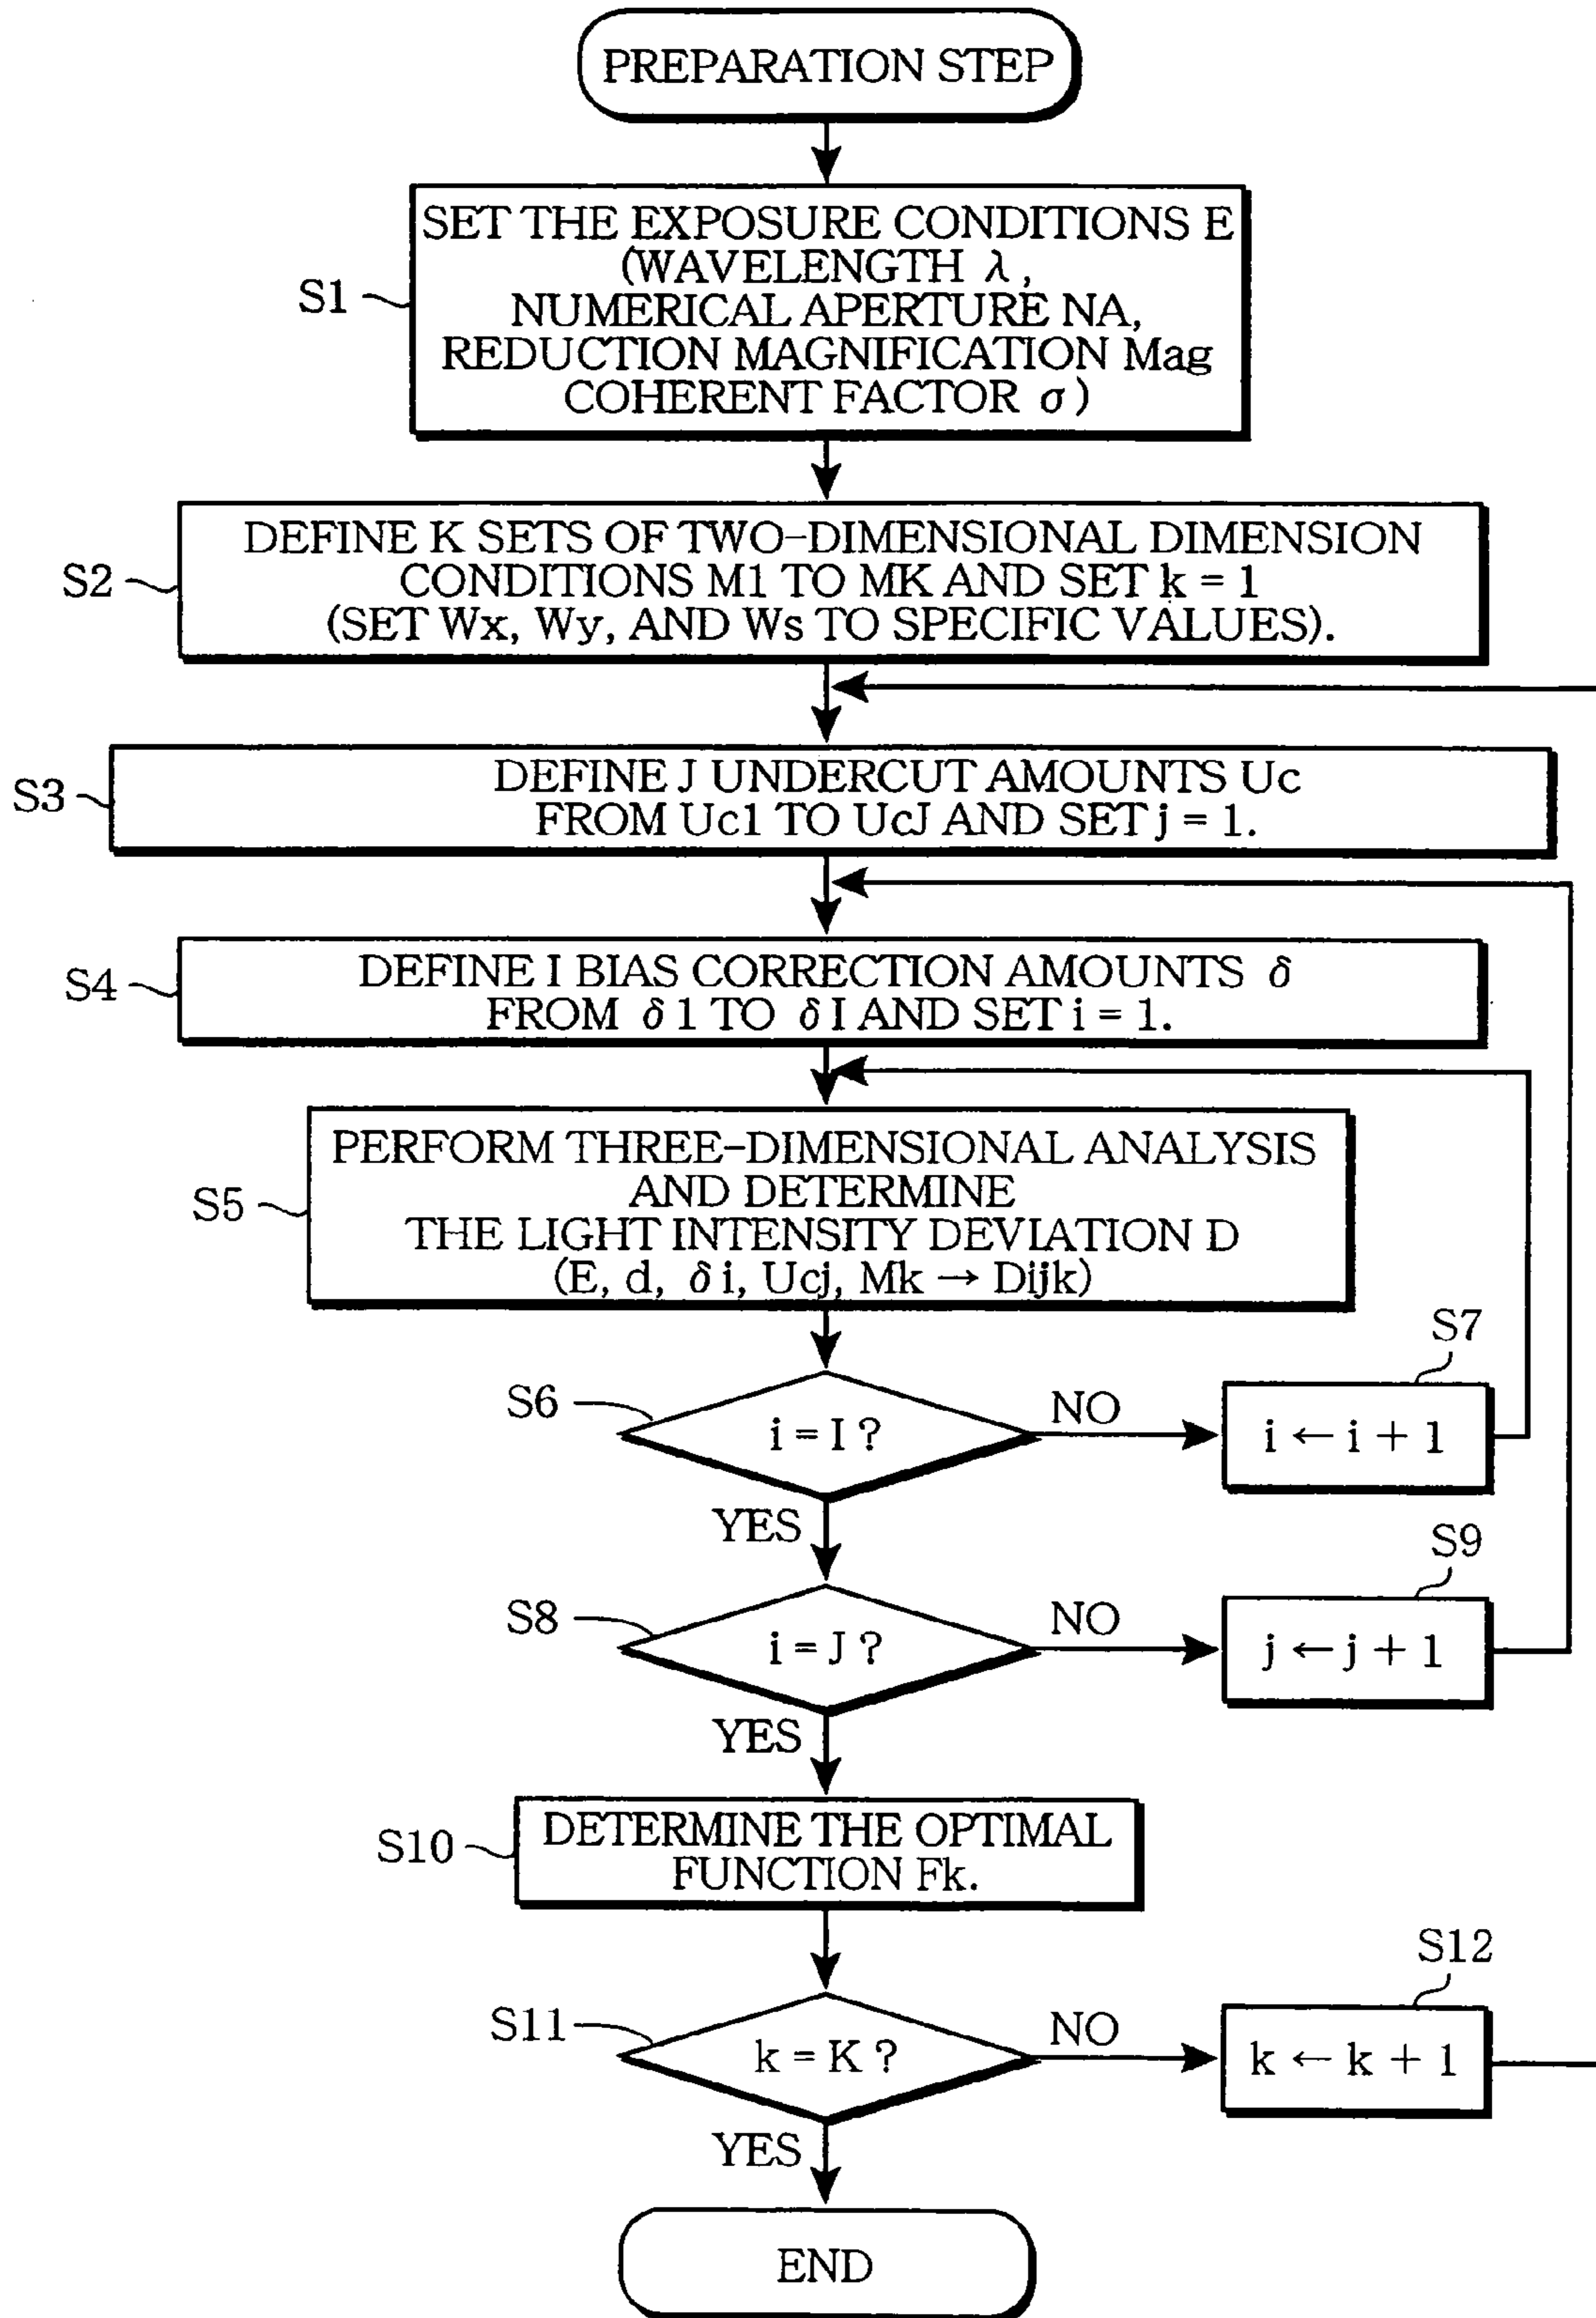 PREPARATION STEP
SET THE EXPOSURE CONDITIONS E
(WAVELENGTH λ,
NUMERICAL APERTURE NA,
REDUCTION MAGNIFICATION Mag
COHERENT FACTOR σ)
S1
DEFINE K SETS OF TWO-DIMENSIONAL DIMENSION
CONDITIONS M1 TO MK AND SET k = 1
(SET Wx, Wy, AND Ws TO SPECIFIC VALUES).
S2
DEFINE J UNDERCUT AMOUNTS Uc
FROM Uc1 TO UcJ AND SET j = 1.
S3
DEFINE I BIAS CORRECTION AMOUNTS δ
FROM δ1 TO δI AND SET i = 1.
S4
PERFORM THREE-DIMENSIONAL ANALYSIS
AND DETERMINE
THE LIGHT INTENSITY DEVIATION D
(E, d, δi, Ucj, Mk → Dijk)
S5
S6
i = I ?
NO
S7
i ← i + 1
YES
S8
i = J ?
NO
S9
j ← j + 1
YES
S10
DETERMINE THE OPTIMAL
FUNCTION Fk.
S11
k = K ?
NO
S12
k ← k + 1
YES
END